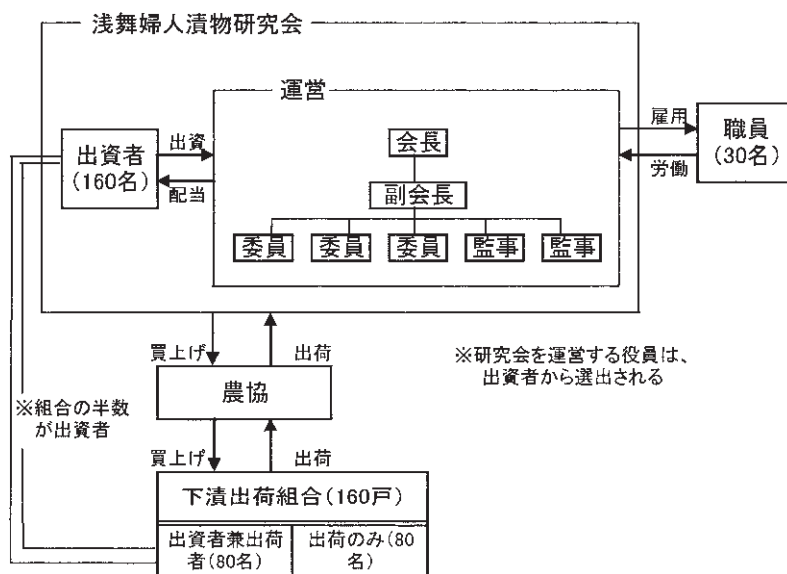 浅舞婦人漬物研究会
運営
出資者
(160名)
出資
配当
会長
副会長
委員
委員
委員
監事
監事
雇用
労働
職員
(30名)
買上げ
出荷
※研究会を運営する役員は、
出資者から選出される
農協
※組合の半数
が出資者
買上げ
出荷
下漬出荷組合(160戸)
出資者兼出荷
者(80名)
出荷のみ(80
名)